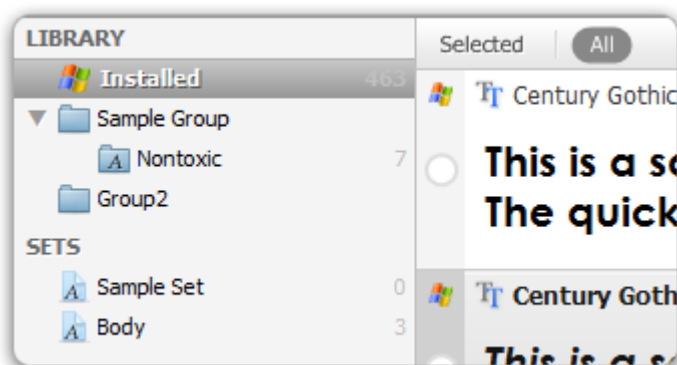 LIBRARY
Installed 463
Sample Group
Nontoxic 7
Group2
SETS
Sample Set 0
Body 3
Selected All
Century Gothic
This is a
The quick
Century Goth
This is a